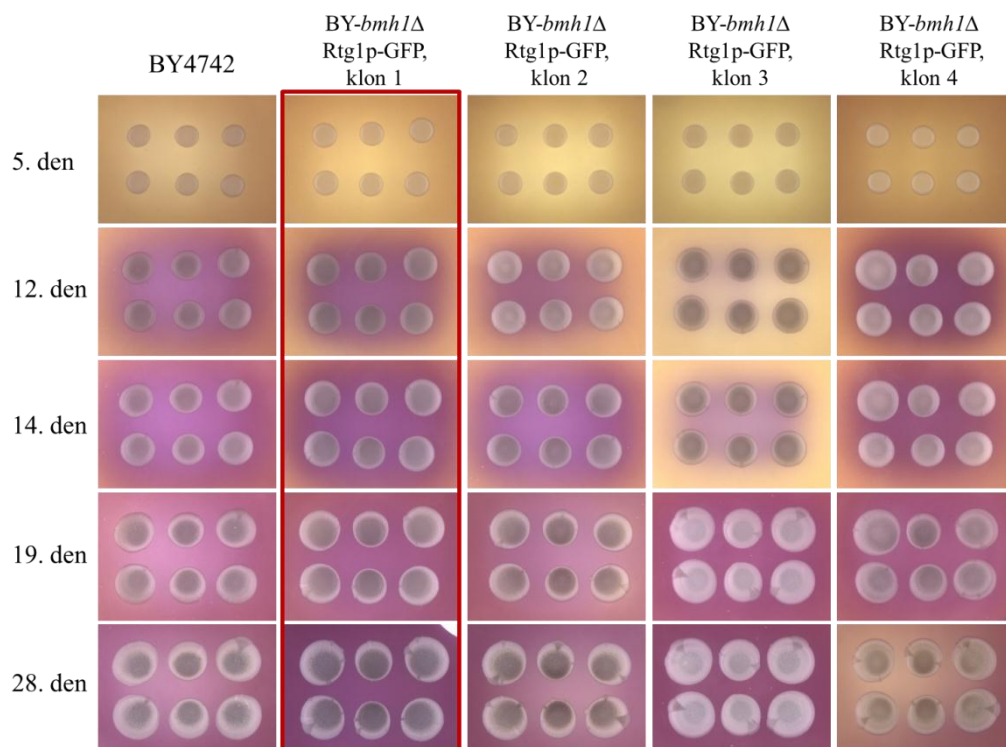 BY4742
BY-bmh1Δ
Rtg1p-GFP,
klon 1
BY-bmh1Δ
Rtg1p-GFP,
klon 2
BY-bmh1Δ
Rtg1p-GFP,
klon 3
BY-bmh1Δ
Rtg1p-GFP,
klon 4
5. den
12. den
14. den
19. den
28. den